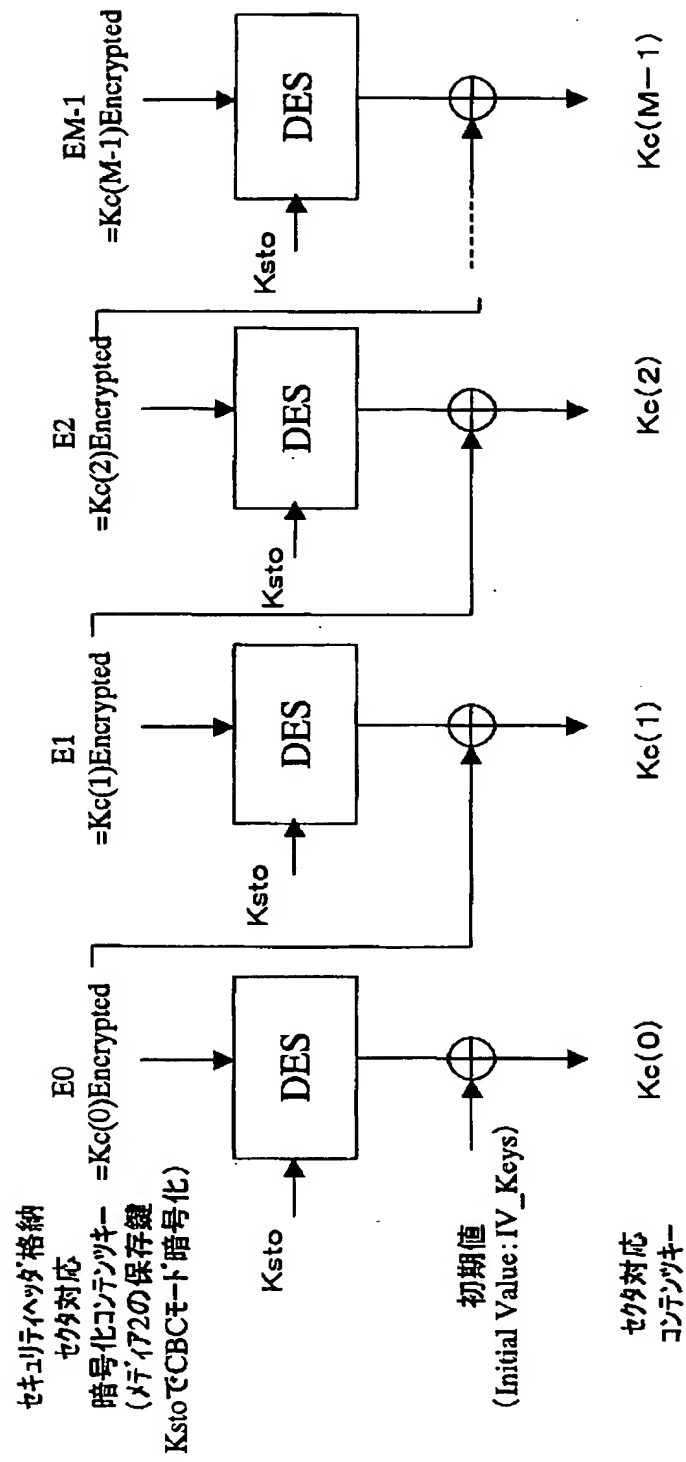 セキュリティヘッダ格納
セクタ対応
暗号化コンテンツキー
(メディア2の保存鍵
KstoでCBCモード暗号化)
E0
=Kc(0)Encrypted
E1
=Kc(1)Encrypted
E2
=Kc(2)Encrypted
EM-1
=Kc(M-1)Encrypted
Ksto
DES
Ksto
DES
Ksto
DES
Ksto
DES
初期値
(Initial Value:IV_Keys)
セクタ対応
コンテンツキー
Kc(0)
Kc(1)
Kc(2)
Kc(M-1)